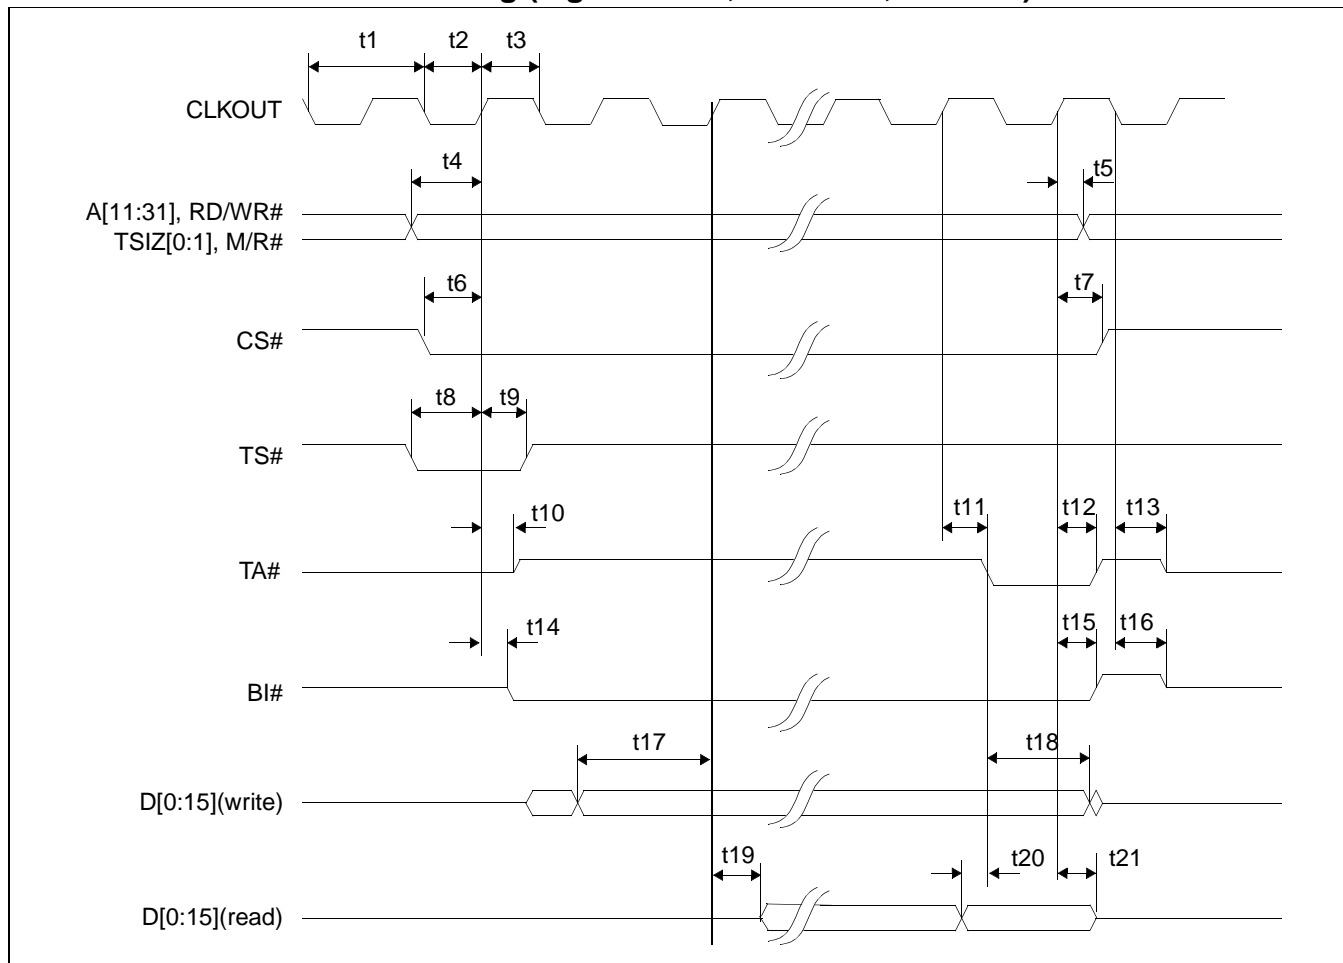 t1 t2 t3
CLKOUT
t4 t5
A[11:31], RD/WR#
TSIZ[0:1], M/R#
t6 t7
CS#
t8 t9
TS#
t10 t11 t12 t13
TA#
t14 t15 t16
BI#
t17 t18
D[0:15](write)
t19 t20 t21
D[0:15](read)